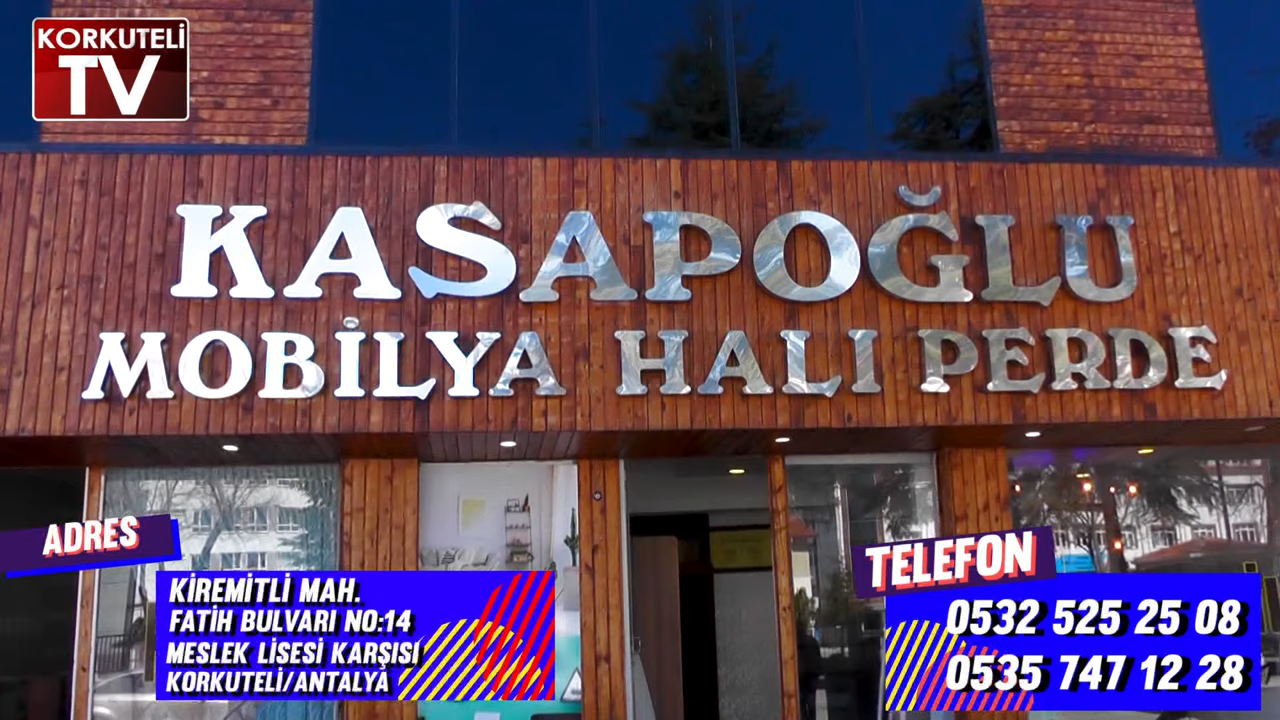 KORKUTELİ
TV
KASAPOĞLU
MOBİLYA HALI PERDE
ADRES
KİREMİTLİ MAH.
FATİH BULVARI NO:14
MESLEK LİSESİ KARŞISI
KORKUTELİ/ANTALYA
TELEFON
0532 525 25 08
0535 747 12 28